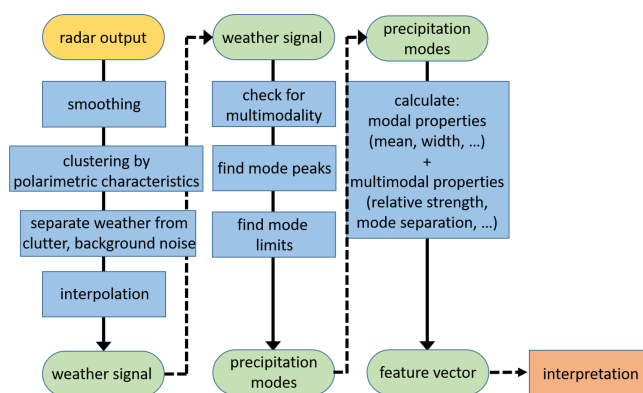 radar output
smoothing
clustering by
polarimetric characteristics
separate weather from
clutter, background noise
interpolation
weather signal
weather signal
check for
multimodality
find mode peaks
find mode
limits
precipitation
modes
precipitation
modes
calculate:
modal properties
(mean, width, ...)
+
multimodal properties
(relative strength,
mode separation, ...)
feature vector
interpretation